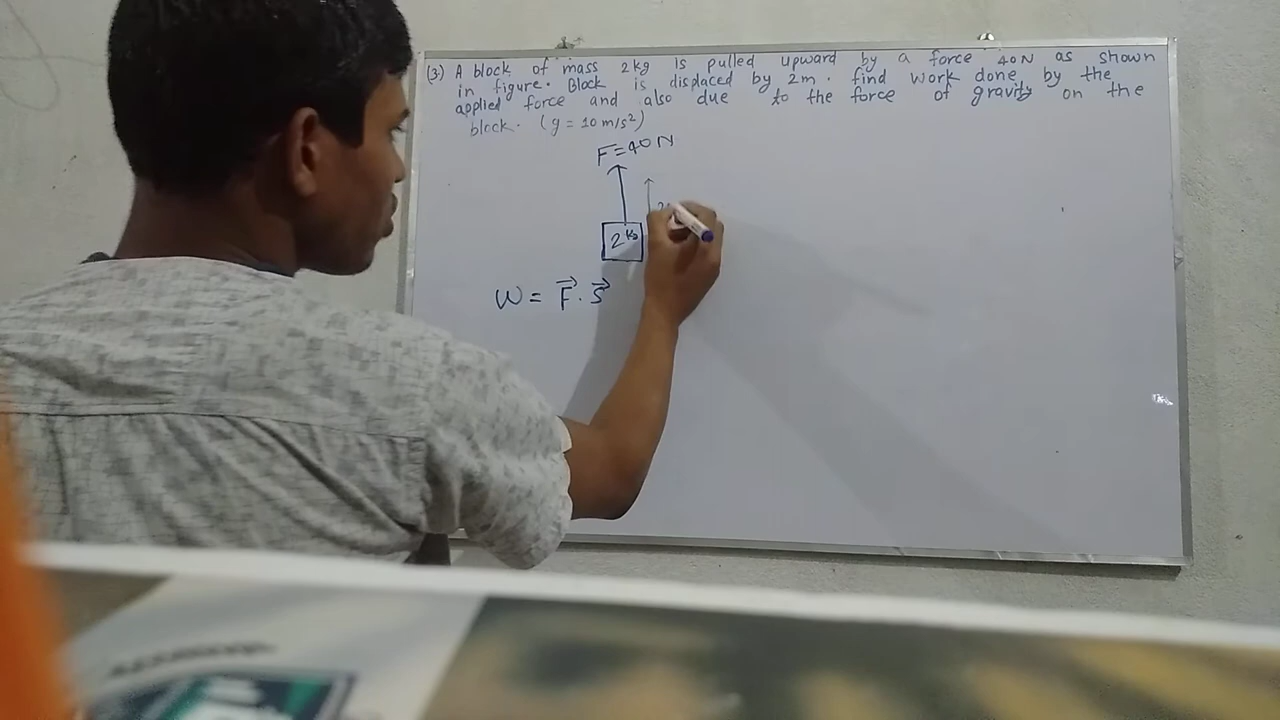 (3) A block of mass 2kg is pulled upward by a force 40N as shown
in figure. Block is displaced by 2m. find work done by the
applied force and also due to the force of gravity on the
block. (g = 10 m/s²)
F=40N
2kg
W = F⃗ . S⃗